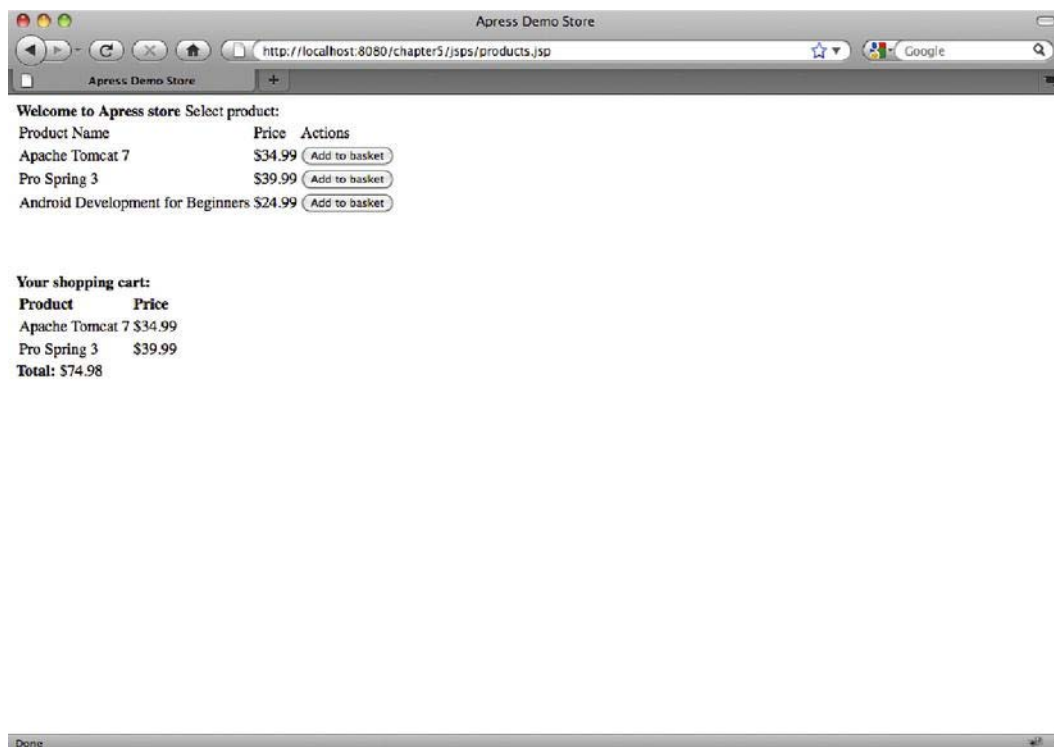 Apress Demo Store
http://localhost:8080/chapter5/jsps/products.jsp
Google
Apress Demo Store
Welcome to Apress store Select product:
Product Name Price Actions
Apache Tomcat 7 $34.99 Add to basket
Pro Spring 3 $39.99 Add to basket
Android Development for Beginners $24.99 Add to basket
Your shopping cart:
Product Price
Apache Tomcat 7 $34.99
Pro Spring 3 $39.99
Total: $74.98
Done